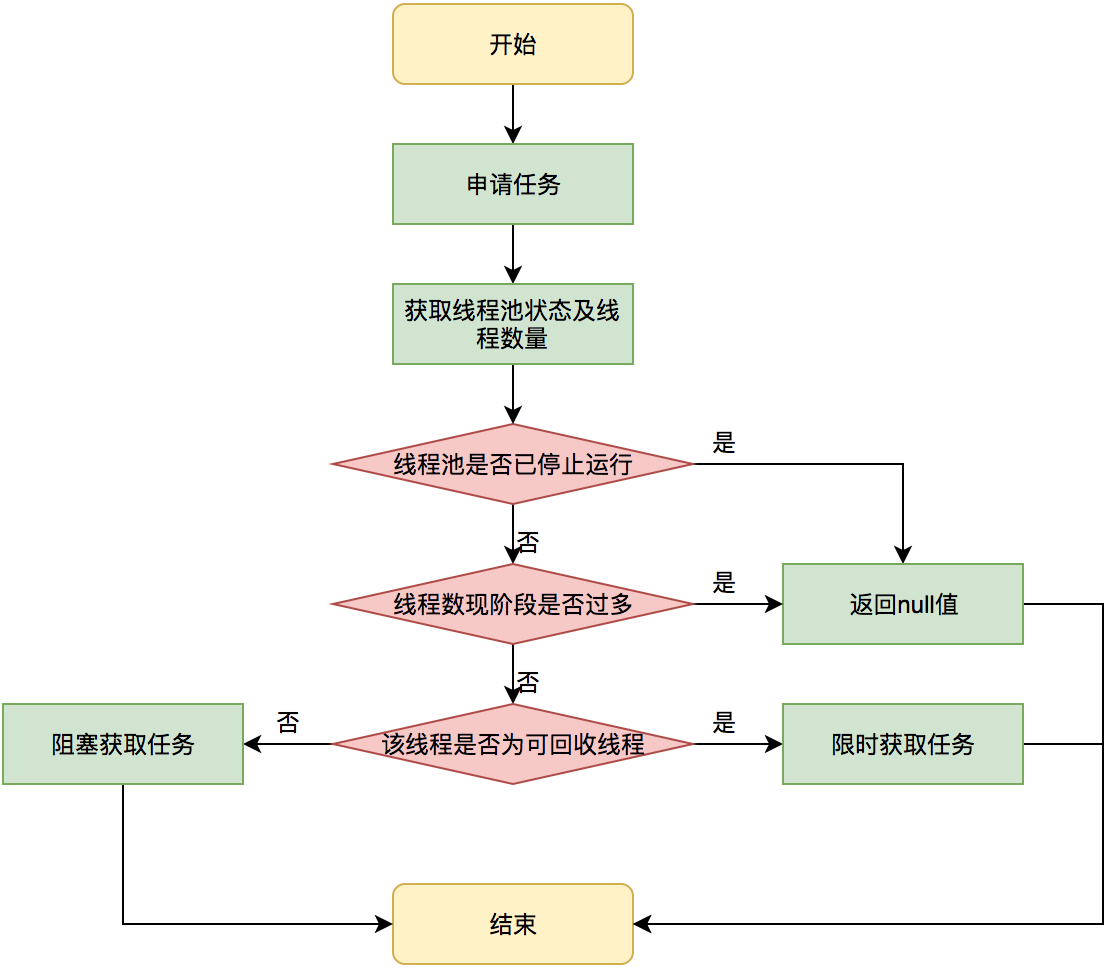 开始
申请任务
获取线程池状态及线
程数量
线程池是否已停止运行
是
否
线程数现阶段是否过多
是
返回null值
否
阻塞获取任务
否
该线程是否为可回收线程
是
限时获取任务
结束